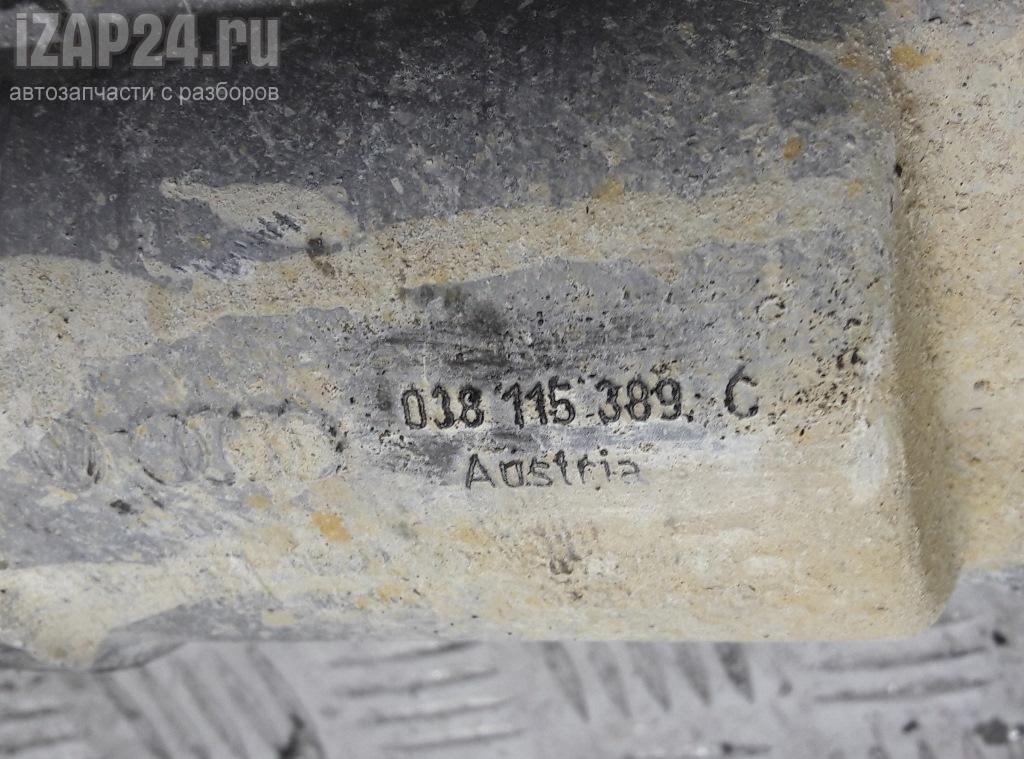 iZAP24.ru
автозапчасти с разборов
038 115 389. C
Austria